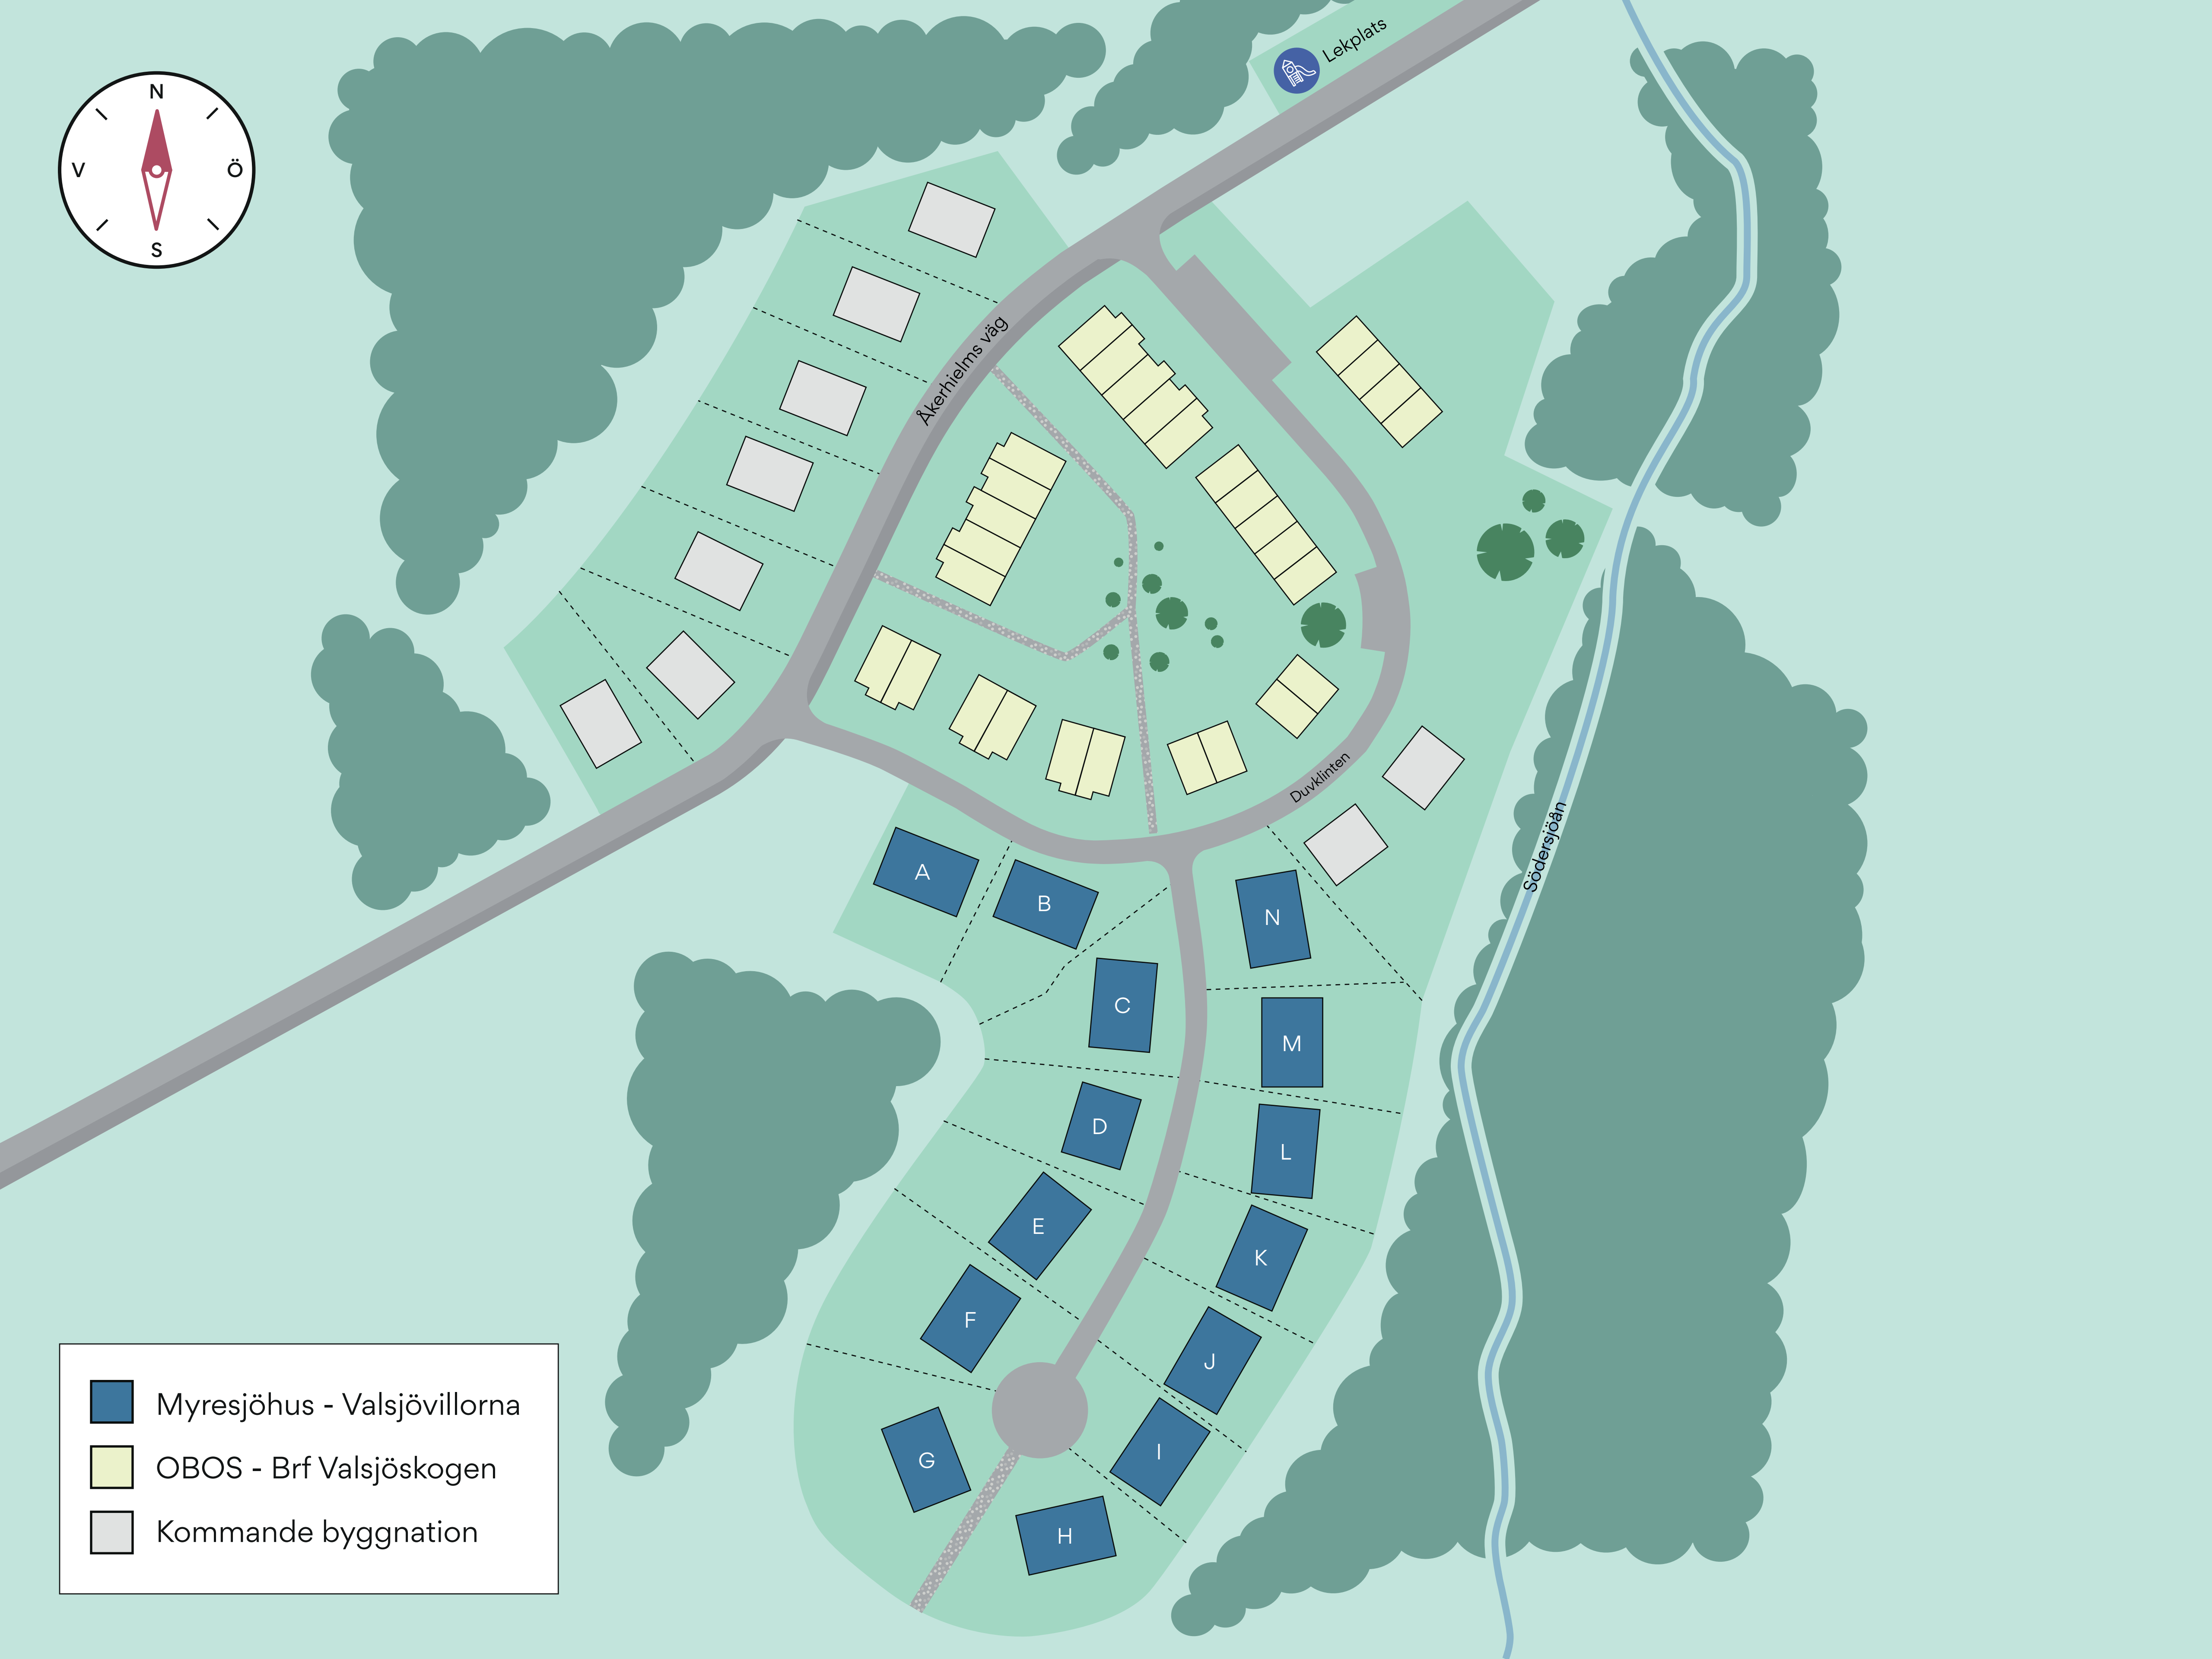 N
V
Ö
S
Lekplats
Åkerhielms väg
Duvklinten
Södersjöån
A
B
N
C
M
D
L
E
K
F
J
G
I
H
Myresjöhus - Valsjövillorna
OBOS - Brf Valsjöskogen
Kommande byggnation